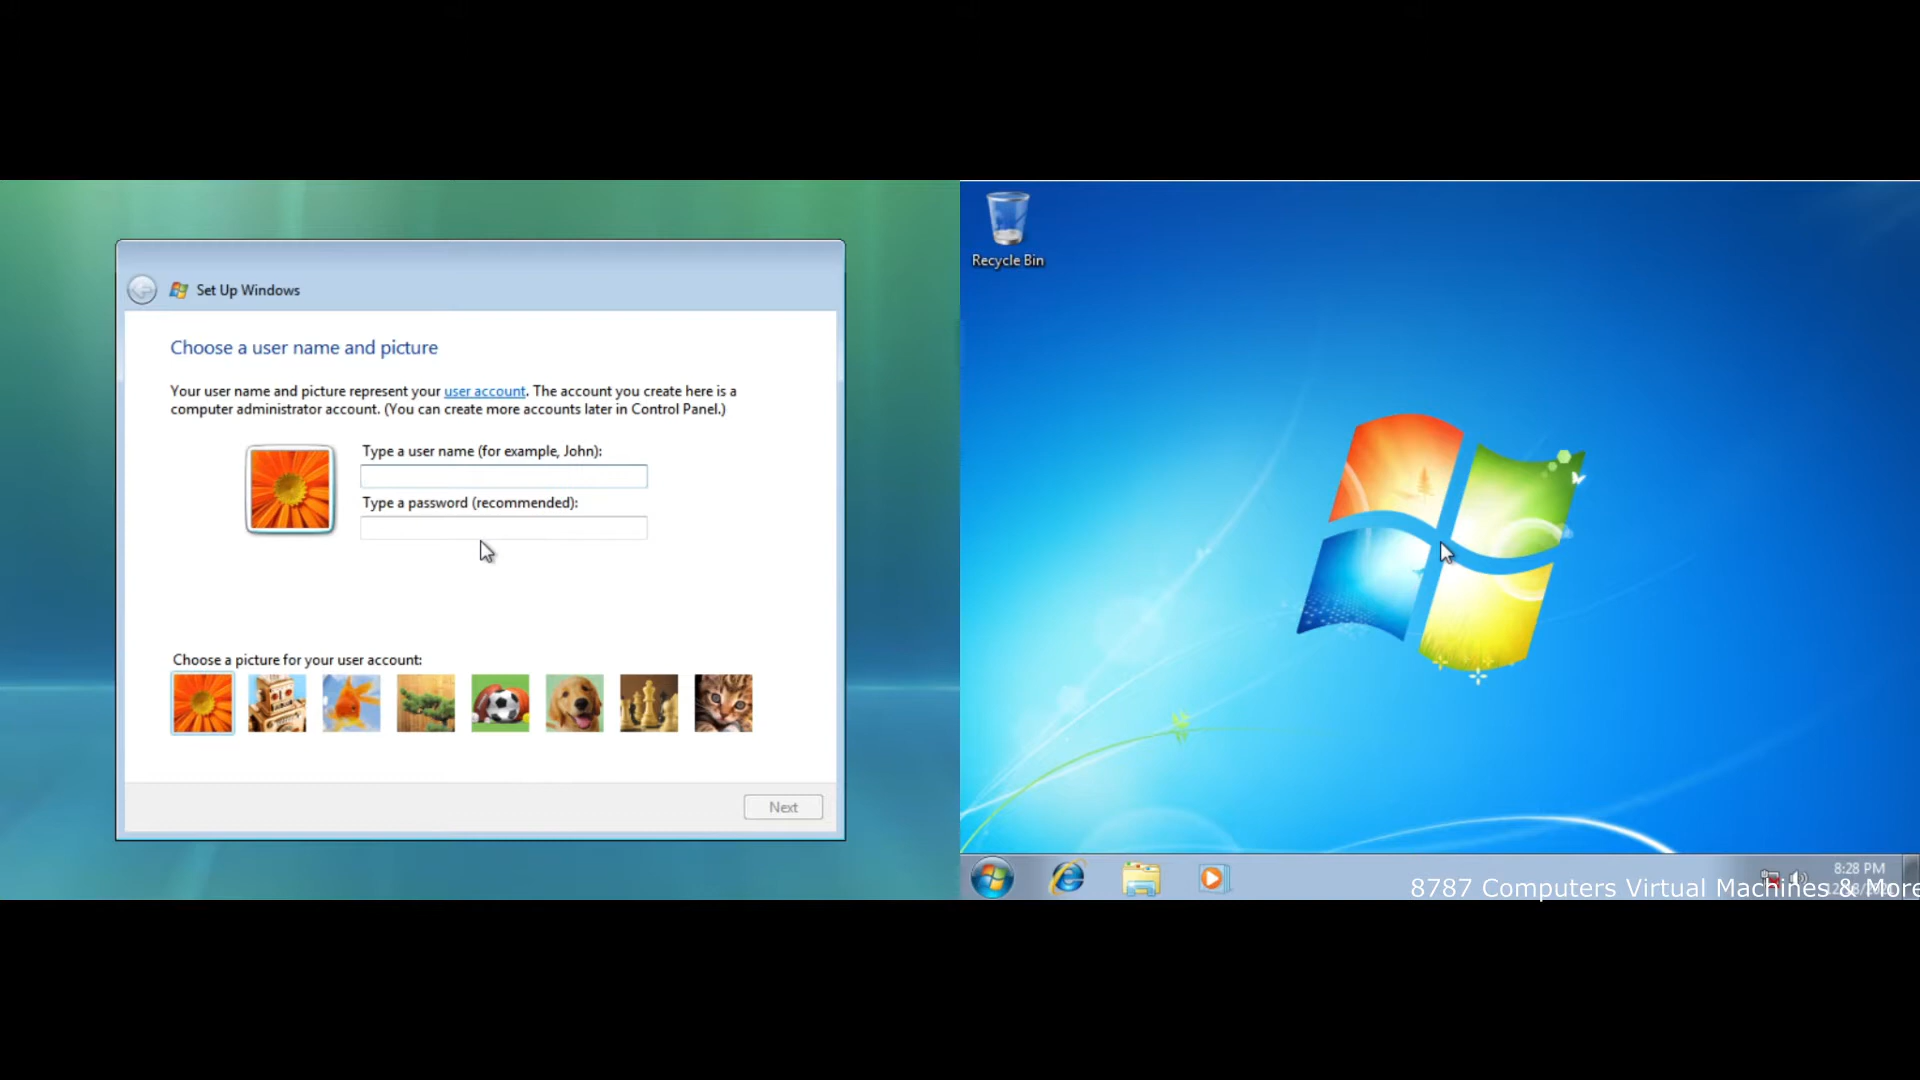 Set Up Windows
Choose a user name and picture
Your user name and picture represent your user account. The account you create here is a
computer administrator account. (You can create more accounts later in Control Panel.)
Type a user name (for example, John):
Type a password (recommended):
Choose a picture for your user account:
Next
Recycle Bin
8:28 PM
8787 Computers Virtual Machines & More